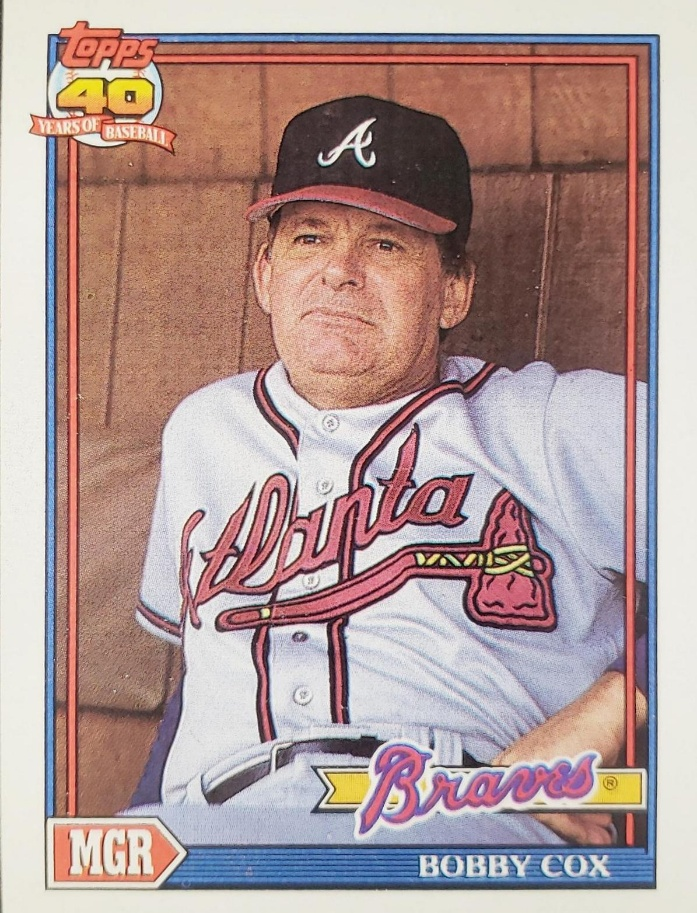 TOPPS
40
YEARS OF BASEBALL
A
Atlanta
Braves®
MGR
BOBBY COX